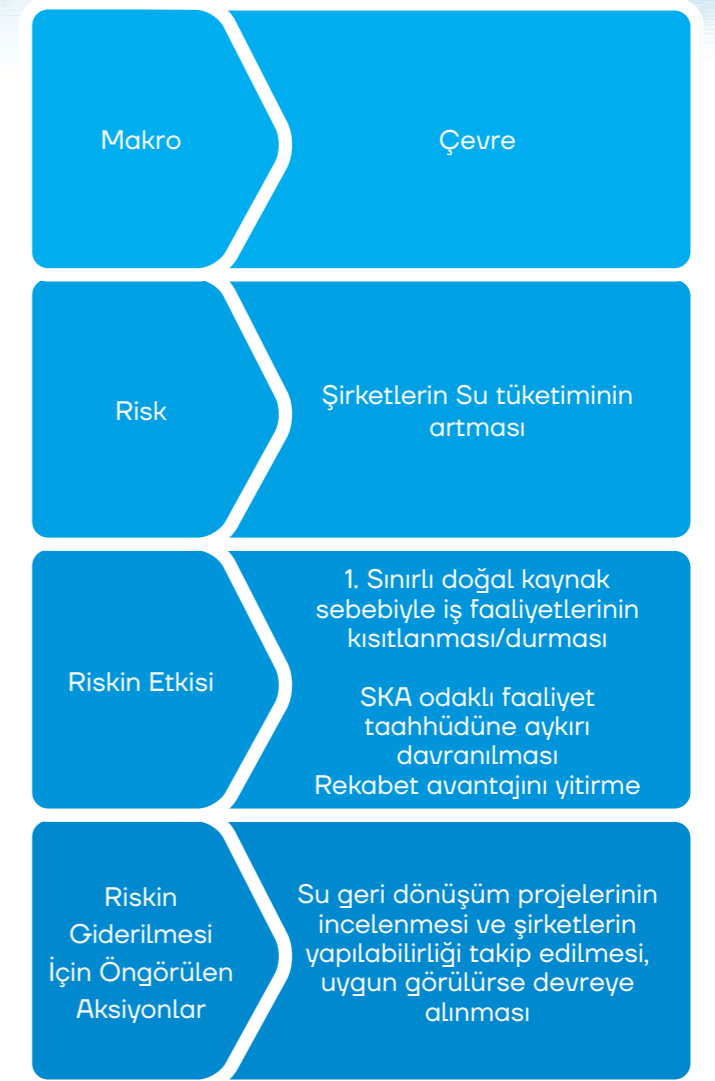 Makro
Çevre
Risk
Şirketlerin Su tüketiminin
artması
Riskin Etkisi
1. Sınırlı doğal kaynak
sebebiyle iş faaliyetlerinin
kısıtlanması/durması
SKA odaklı faaliyet
taahhüdüne aykırı
davranılması
Rekabet avantajını yitirme
Riskin
Giderilmesi
İçin Öngörülen
Aksiyonlar
Su geri dönüşüm projelerinin
incelenmesi ve şirketlerin
yapılabilirliği takip edilmesi,
uygun görülürse devreye
alınması